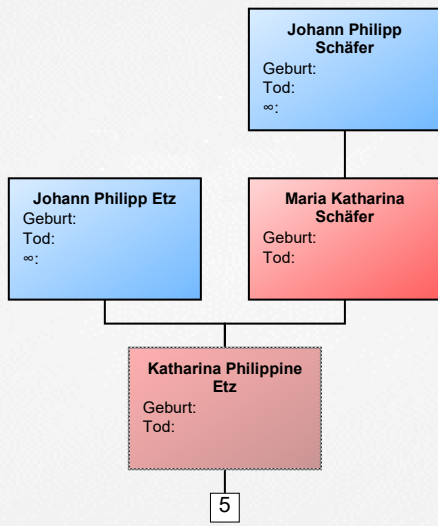 Johann Philipp
Schäfer
Geburt:
Tod:
∞:
Johann Philipp Etz
Geburt:
Tod:
∞:
Maria Katharina
Schäfer
Geburt:
Tod:
Katharina Philippine
Etz
Geburt:
Tod:
5